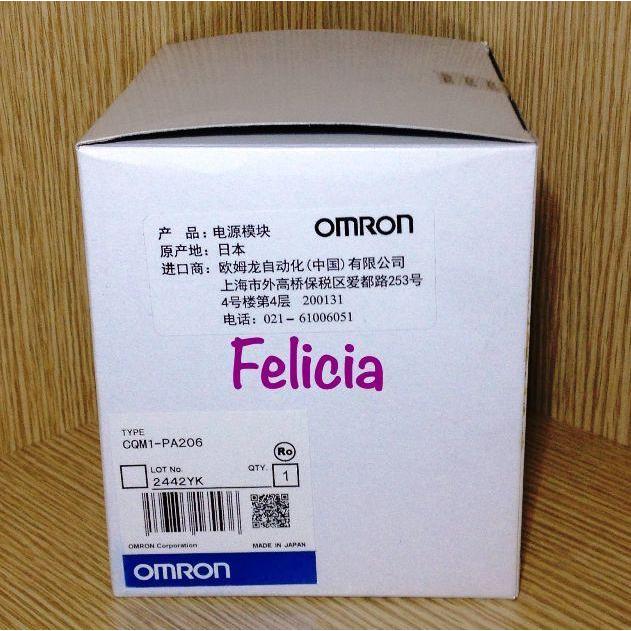 产　品：电源模块 OMRON
原产地：日本
进口商：欧姆龙自动化(中国)有限公司
上海市外高桥保税区爱都路253号
4号楼第4层 200131
电话：021－61006051
Felicia
TYPE
CQM1-PA206
Ro
LOT No. QTY.
2442YK 1
OMRON Corporation MADE IN JAPAN
OMRON